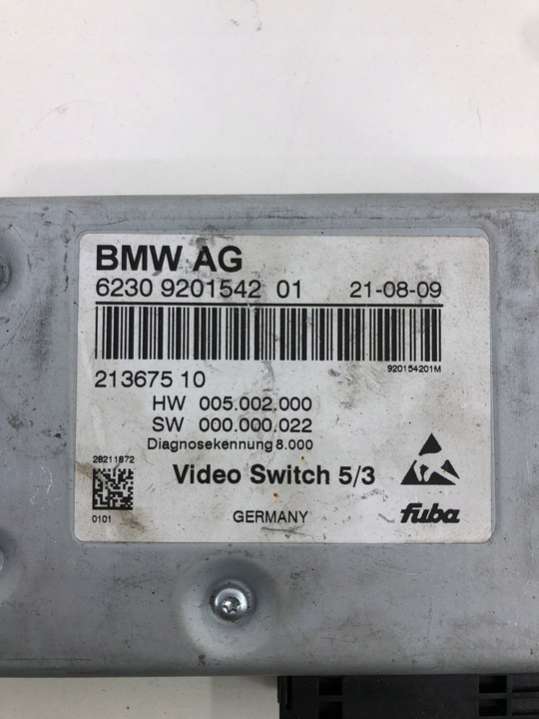 BMW AG
6230 9201542 01 21-08-09
920154201M
213675 10
HW 005.002.000
SW 000.000.022
Diagnosekennung 8.000
28211872
Video Switch 5/3
0101
GERMANY
fuba